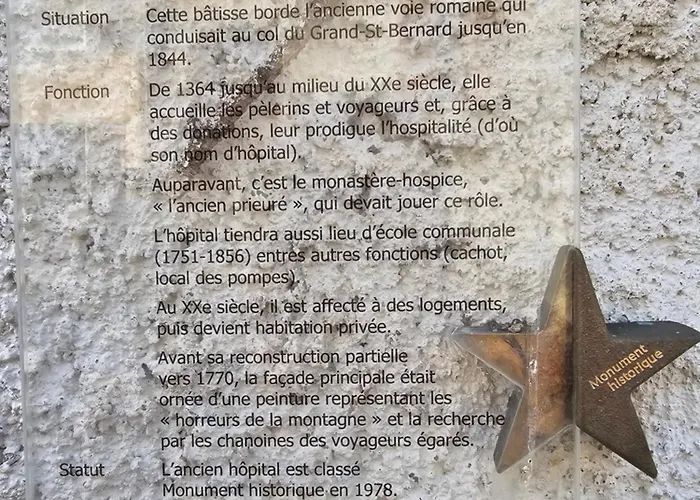 Situation
Cette bâtisse borde l'ancienne voie romaine qui
conduisait au col du Grand-St-Bernard jusqu'en
1844.
Fonction
De 1364 jusqu'au milieu du XXe siècle, elle
accueille les pèlerins et voyageurs et, grâce à
des donations, leur prodigue l'hospitalité (d'où
son nom d'hôpital).
Auparavant, c'est le monastère-hospice,
« l'ancien prieuré », qui devait jouer ce rôle.
L'hôpital tiendra aussi lieu d'école communale
(1751-1856) entrès autres fonctions (cachot,
local des pompes)
Au XXe siècle, il est affecté à des logements,
puis devient habitation privée.
Avant sa reconstruction partielle
vers 1770, la façade principale était
ornée d'une peinture représentant les
« horreurs de la montagne » et la recherche
par les chanoines des voyageurs égarés.
Statut
L'ancien hôpital est classé
Monument historique en 1978.
Monument
historique